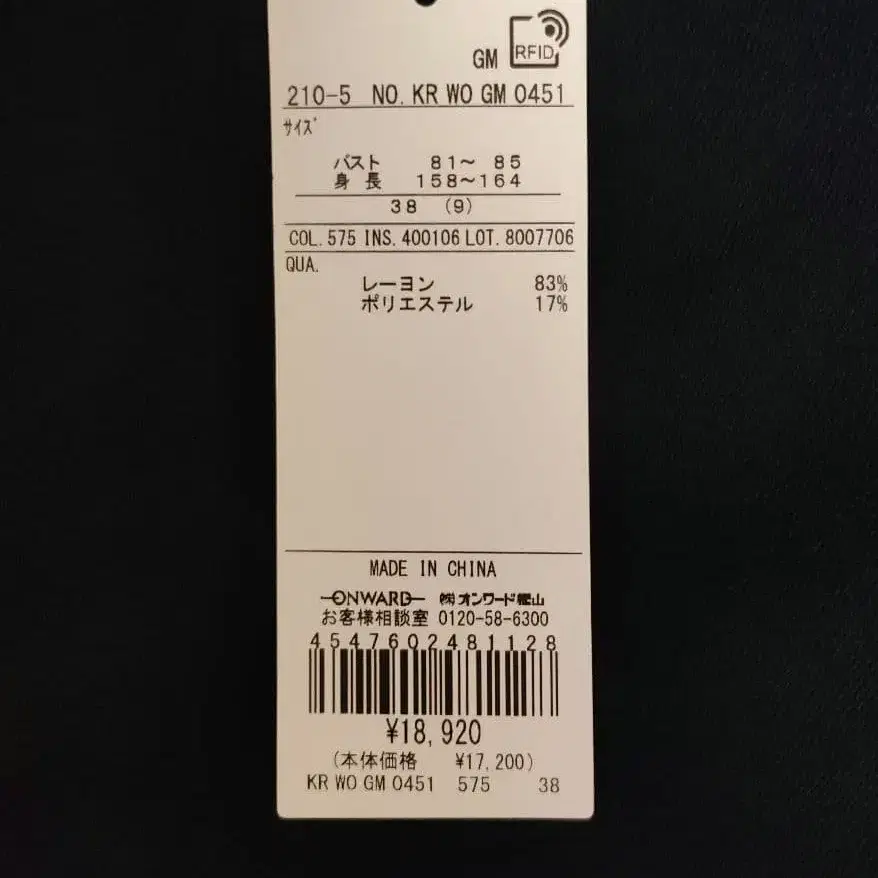 GM RFID
210-5 NO. KR WO GM 0451
サイズ
バスト 81～ 85
身 長 158～164
38 (9)
COL. 575 INS. 400106 LOT. 8007706
QUA.
レーヨン 83%
ポリエステル 17%
MADE IN CHINA
ONWARD ㈱オンワード樫山
お客様相談室 0120-58-6300
4547602481128
¥18,920
(本体価格 ¥17,200)
KR WO GM 0451 575 38